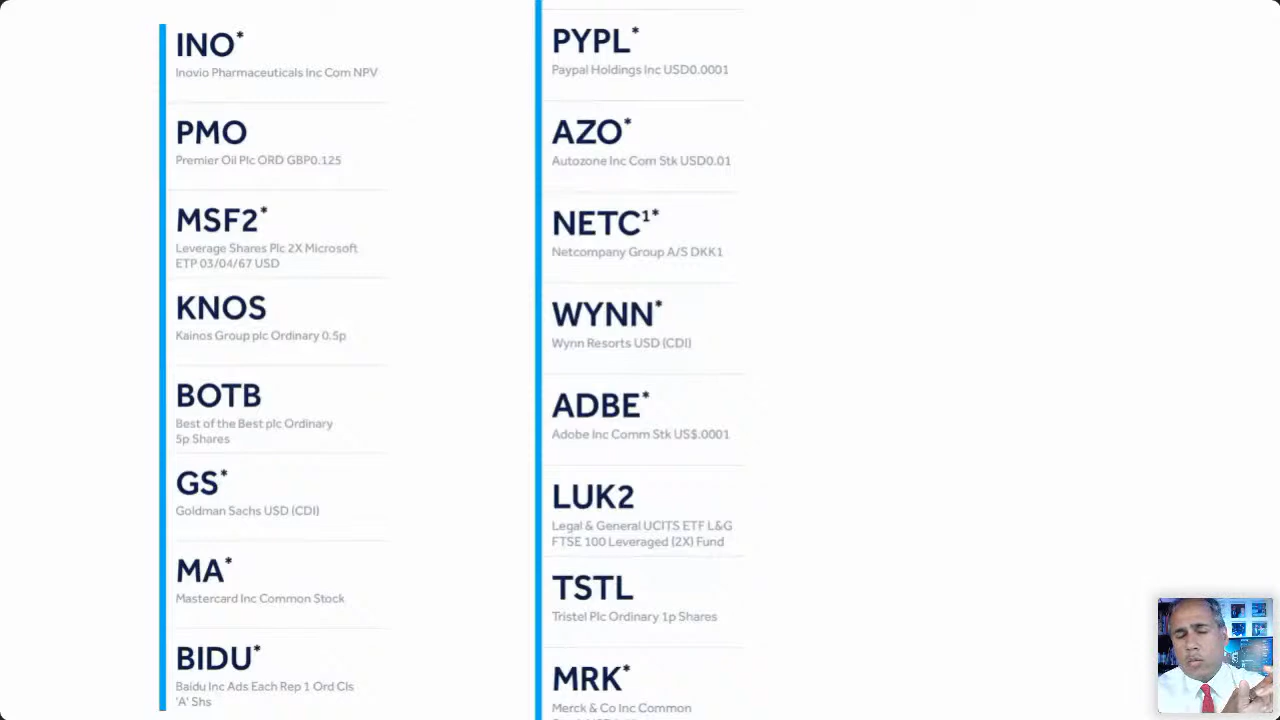 INO*
Inovio Pharmaceuticals Inc Com NPV
PMO
Premier Oil Plc ORD GBP0.125
MSF2*
Leverage Shares Plc 2X Microsoft
ETP 03/04/67 USD
KNOS
Kainos Group plc Ordinary 0.5p
BOTB
Best of the Best plc Ordinary
5p Shares
GS*
Goldman Sachs USD (CDI)
MA*
Mastercard Inc Common Stock
BIDU*
Baidu Inc Ads Each Rep 1 Ord Cls
'A' Shs
PYPL*
Paypal Holdings Inc USD0.0001
AZO*
Autozone Inc Com Stk USD0.01
NETC¹*
Netcompany Group A/S DKK1
WYNN*
Wynn Resorts USD (CDI)
ADBE*
Adobe Inc Comm Stk US$.0001
LUK2
Legal & General UCITS ETF L&G
FTSE 100 Leveraged (2X) Fund
TSTL
Tristel Plc Ordinary 1p Shares
MRK*
Merck & Co Inc Common